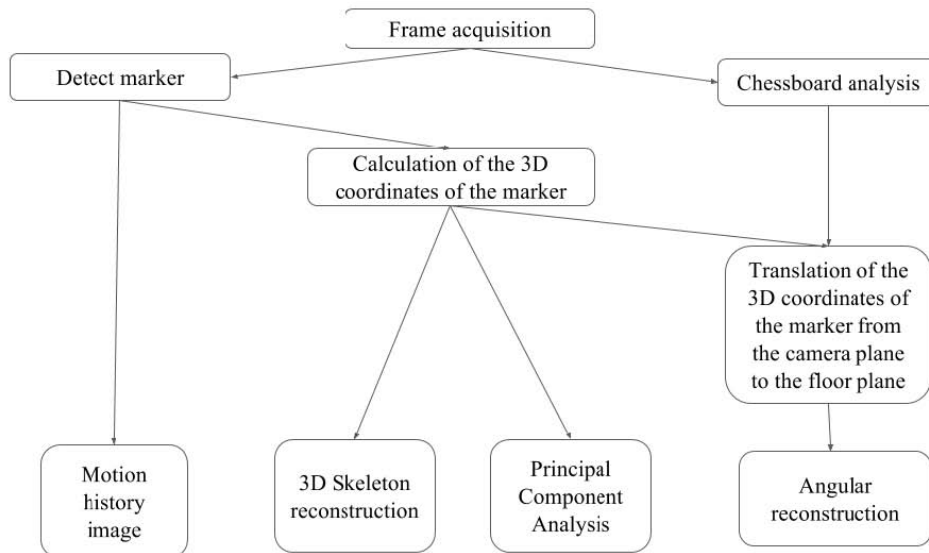 Frame acquisition
Detect marker
Chessboard analysis
Calculation of the 3D
coordinates of the marker
Translation of the
3D coordinates of
the marker from
the camera plane
to the floor plane
Motion
history
image
3D Skeleton
reconstruction
Principal
Component
Analysis
Angular
reconstruction